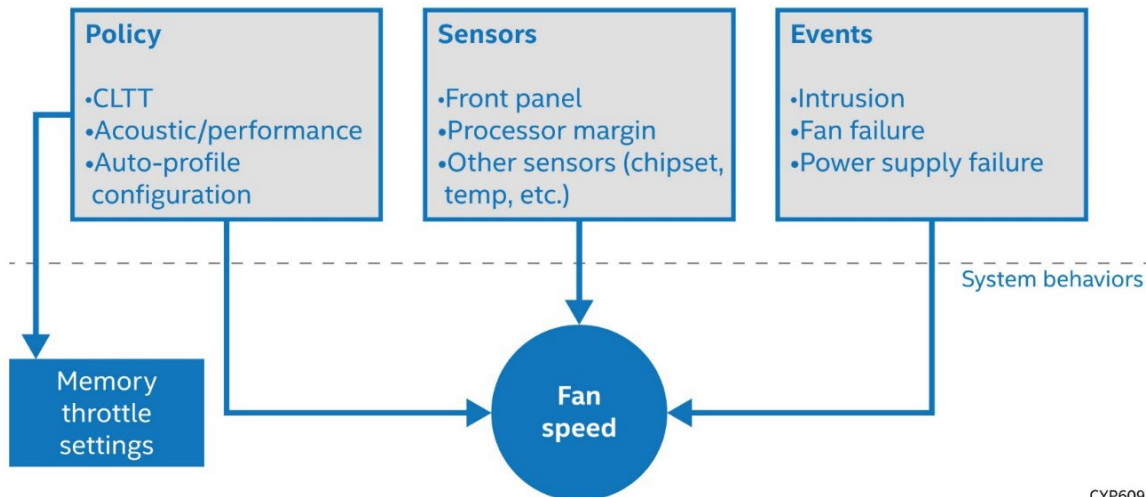 Policy
•CLTT
•Acoustic/performance
•Auto-profile
configuration
Sensors
•Front panel
•Processor margin
•Other sensors (chipset,
temp, etc.)
Events
•Intrusion
•Fan failure
•Power supply failure
System behaviors
Memory
throttle
settings
Fan
speed